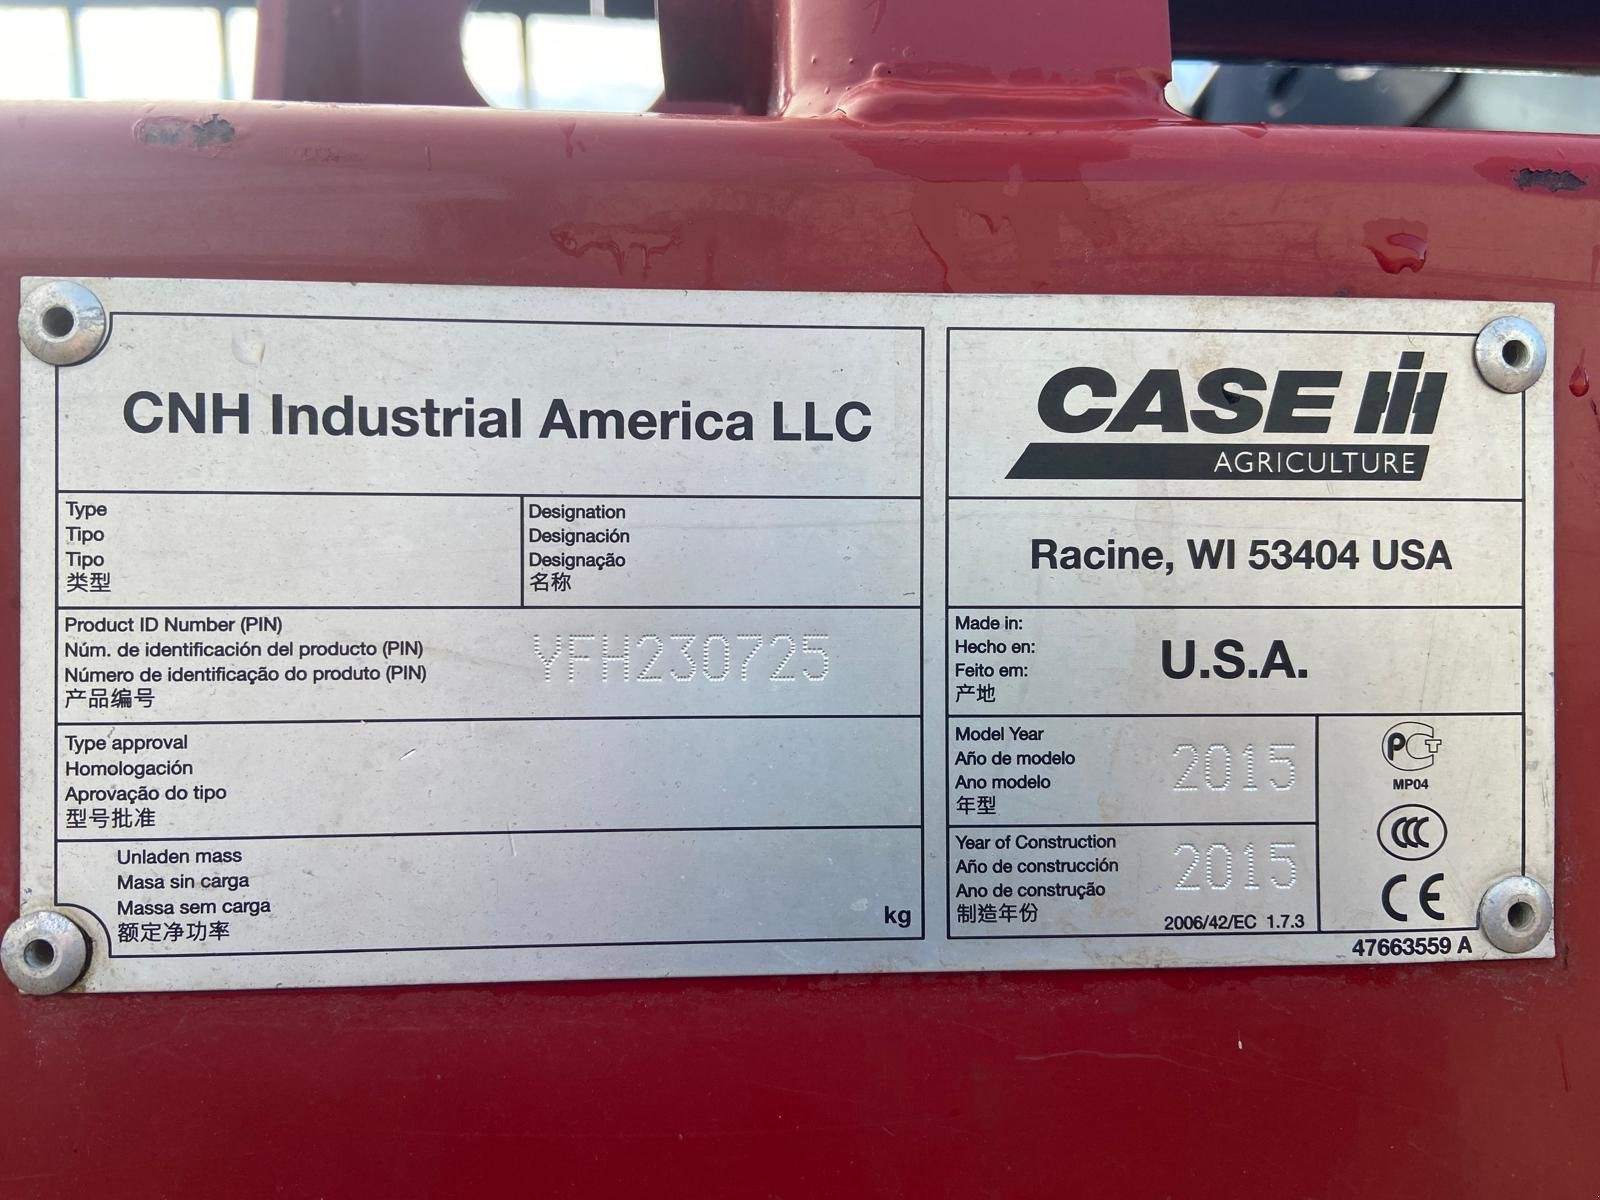 CNH Industrial America LLC
Type
Tipo
Tipo
类型
Designation
Designación
Designação
名称
Product ID Number (PIN)
Núm. de identificación del producto (PIN)
Número de identificação do produto (PIN)
产品编号
YFH230725
Type approval
Homologación
Aprovação do tipo
型号批准
Unladen mass
Masa sin carga
Massa sem carga
额定净功率
kg
CASE IH
AGRICULTURE
Racine, WI 53404 USA
Made in:
Hecho en:
Feito em:
产地
U.S.A.
Model Year
Año de modelo
Ano modelo
年型
2015
Year of Construction
Año de construcción
Ano de construção
制造年份
2015
2006/42/EC 1.7.3
PCT
MP04
CCC
CE
47663559 A